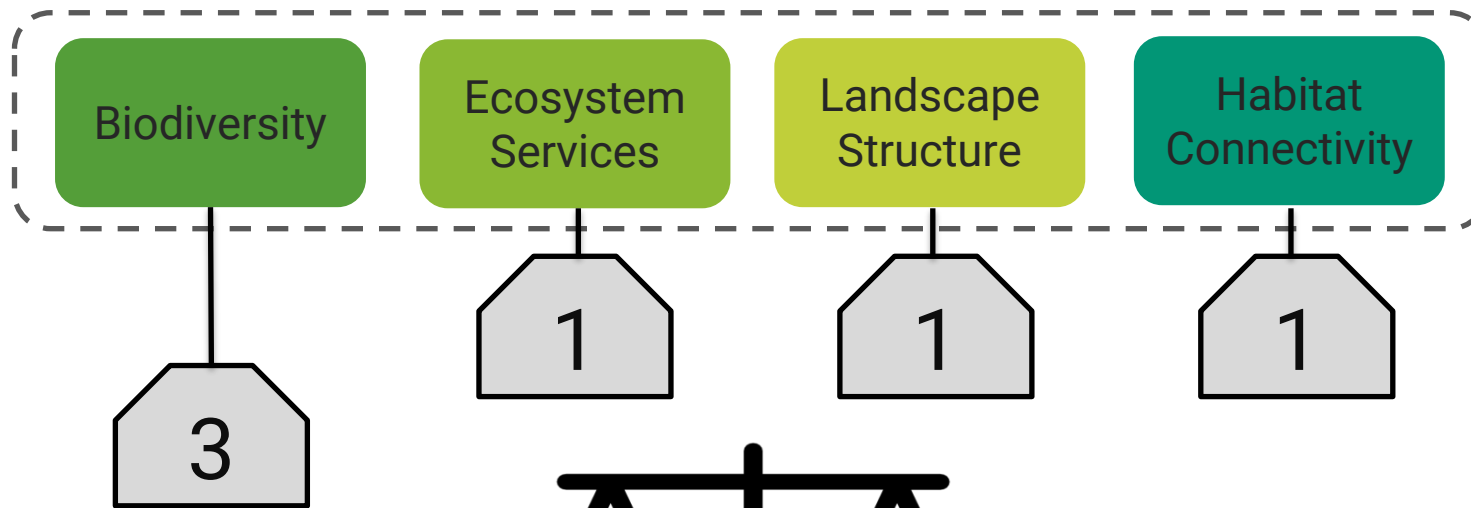 Biodiversity
Ecosystem
Services
Landscape
Structure
Habitat
Connectivity
1
1
1
3